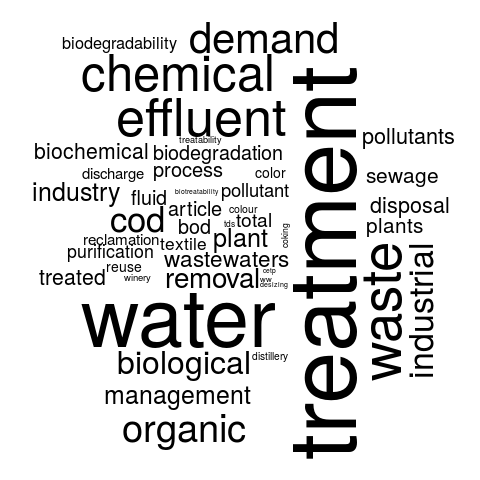 biodegradability demand
chemical
effluent
treatability
biochemical biodegradation
discharge process color
industry fluid biotreatability pollutant
cod article colour
bod tds total
reclamation textile plant coking
purification wastewaters
reuse
treated winery removal cetp
ww
desizing
water
biological distillery
management
organic
treatment
pollutants
sewage
disposal
plants
waste
industrial